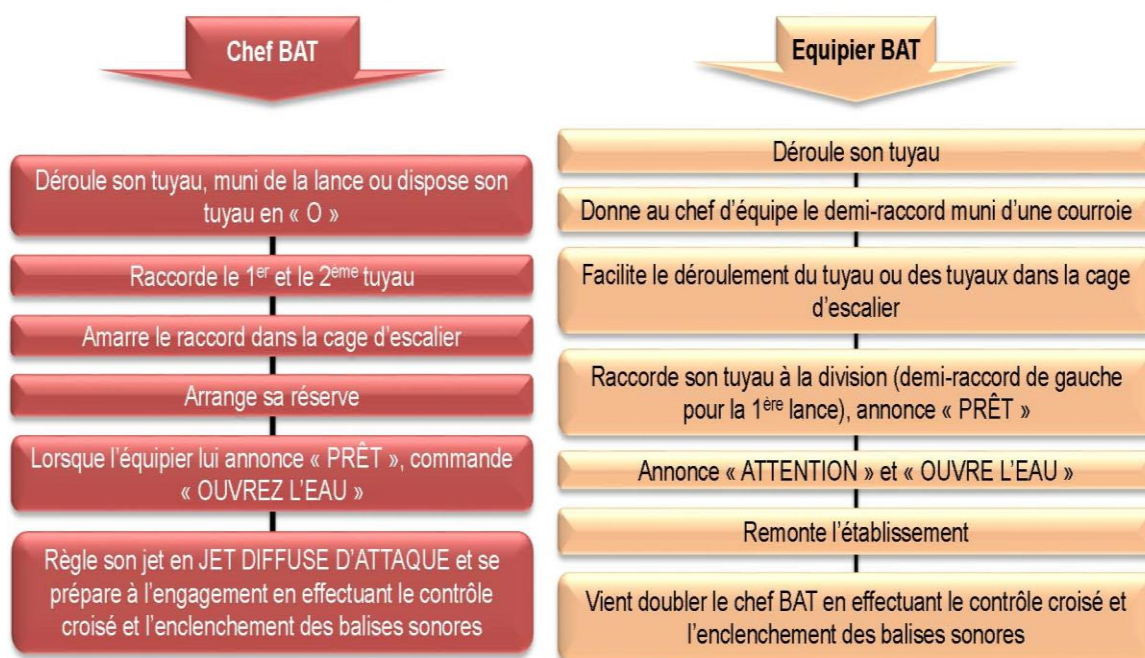 Chef BAT
Déroule son tuyau, muni de la lance ou dispose son
tuyau en « O »
Raccorde le 1er et le 2ème tuyau
Amarre le raccord dans la cage d'escalier
Arrange sa réserve
Lorsque l'équipier lui annonce « PRÊT », commande
« OUVREZ L'EAU »
Règle son jet en JET DIFFUSE D'ATTAQUE et se
prépare à l'engagement en effectuant le contrôle
croisé et l'enclenchement des balises sonores
Equipier BAT
Déroule son tuyau
Donne au chef d'équipe le demi-raccord muni d'une courroie
Facilite le déroulement du tuyau ou des tuyaux dans la cage
d'escalier
Raccorde son tuyau à la division (demi-raccord de gauche
pour la 1ère lance), annonce « PRÊT »
Annonce « ATTENTION » et « OUVRE L'EAU »
Remonte l'établissement
Vient doubler le chef BAT en effectuant le contrôle croisé et
l'enclenchement des balises sonores